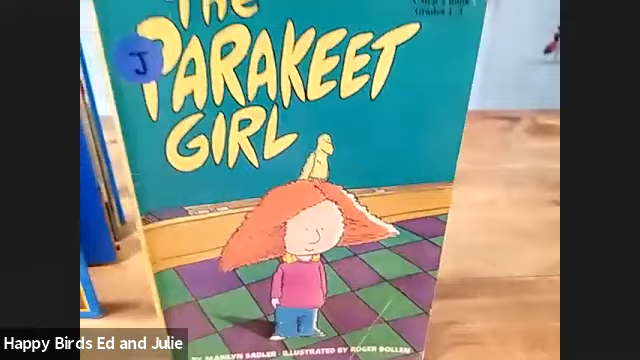 The
J
PARAKEET
GIRL
BY MARILYN SADLER · ILLUSTRATED BY ROGER BOLLEN
Happy Birds Ed and Julie